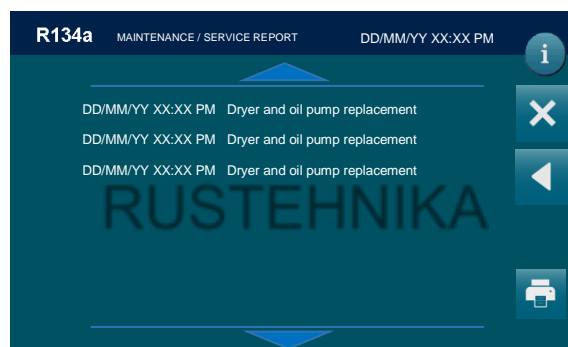 R134a MAINTENANCE / SERVICE REPORT DD/MM/YY XX:XX PM
i
DD/MM/YY XX:XX PM Dryer and oil pump replacement
DD/MM/YY XX:XX PM Dryer and oil pump replacement
DD/MM/YY XX:XX PM Dryer and oil pump replacement
RUSTEHNIKA